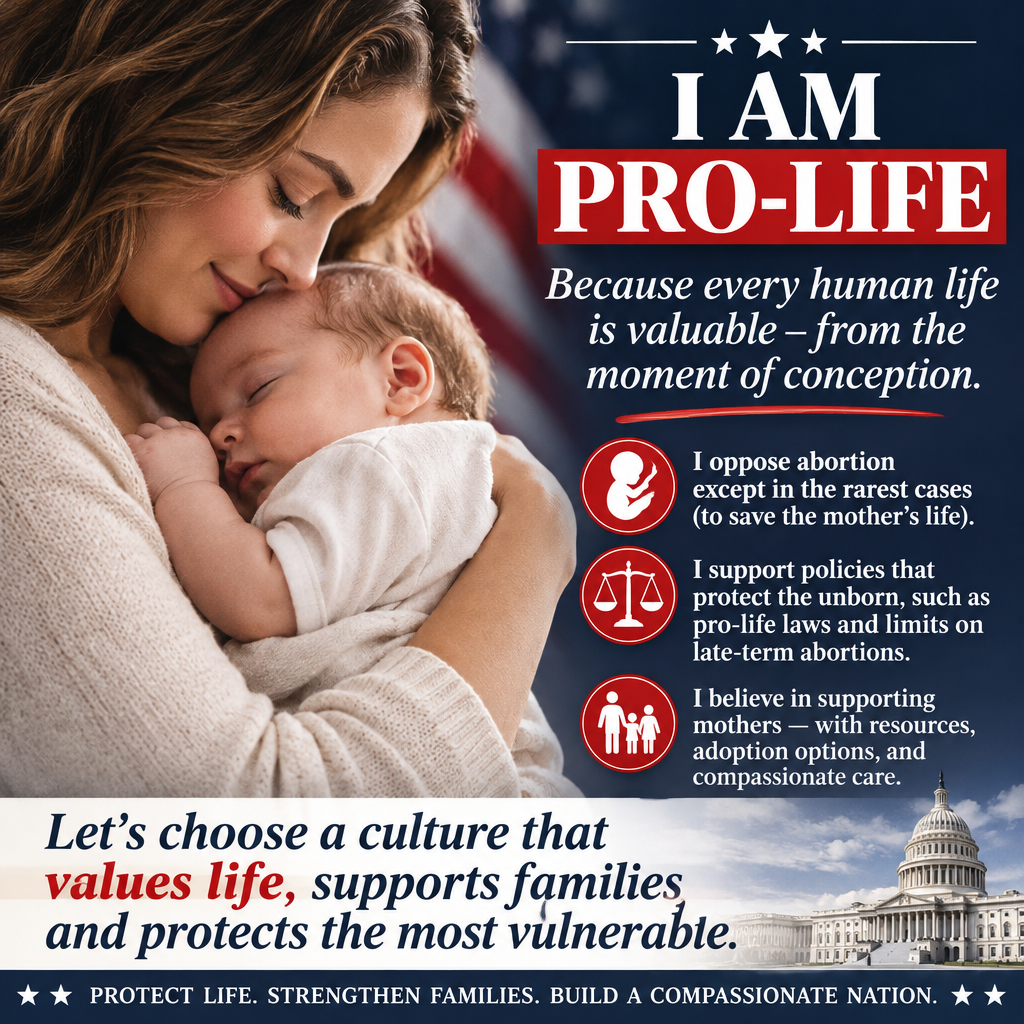 I AM
PRO-LIFE
Because every human life
is valuable – from the
moment of conception.
I oppose abortion
except in the rarest cases
(to save the mother's life).
I support policies that
protect the unborn, such as
pro-life laws and limits on
late-term abortions.
I believe in supporting
mothers — with resources,
adoption options, and
compassionate care.
Let's choose a culture that
values life, supports families,
and protects the most vulnerable.
PROTECT LIFE. STRENGTHEN FAMILIES. BUILD A COMPASSIONATE NATION.